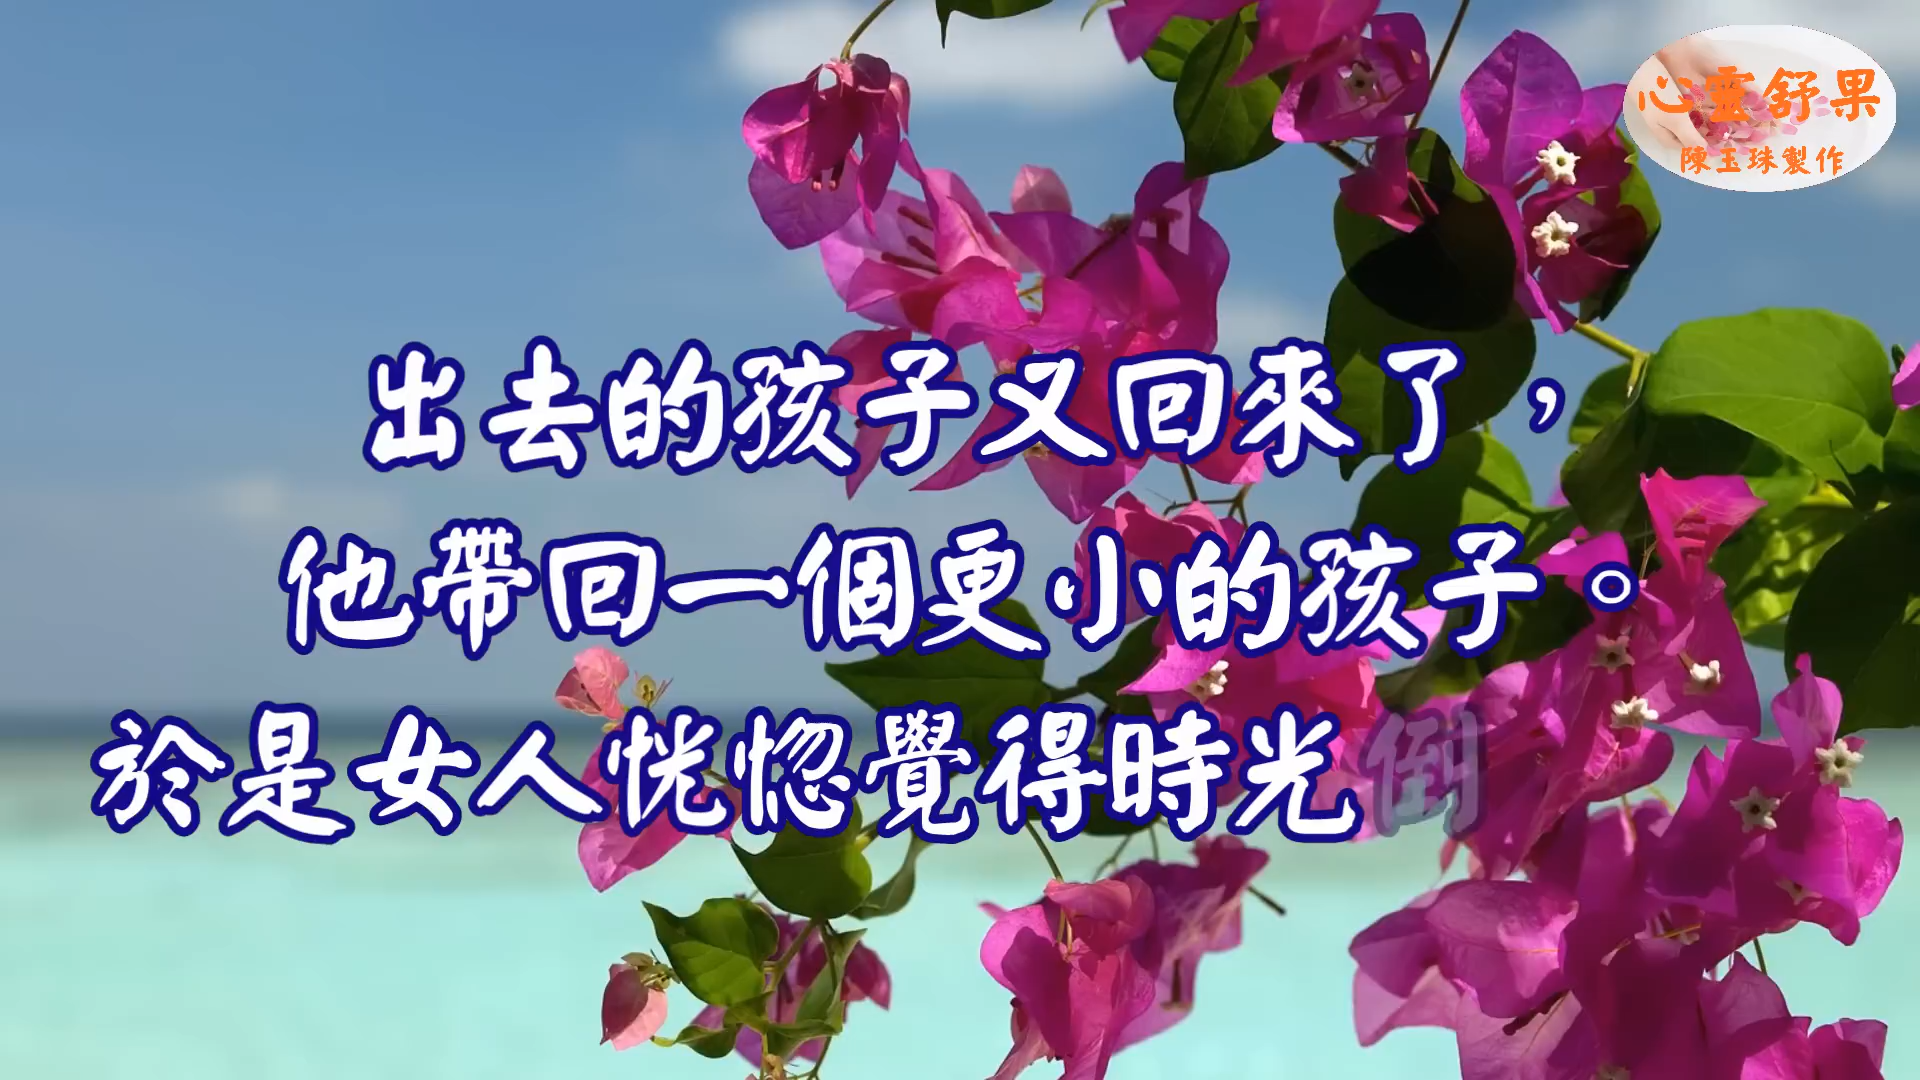 心靈舒果
陳玉珠製作
出去的孩子又回來了，
他帶回一個更小的孩子。
於是女人恍惚覺得時光倒